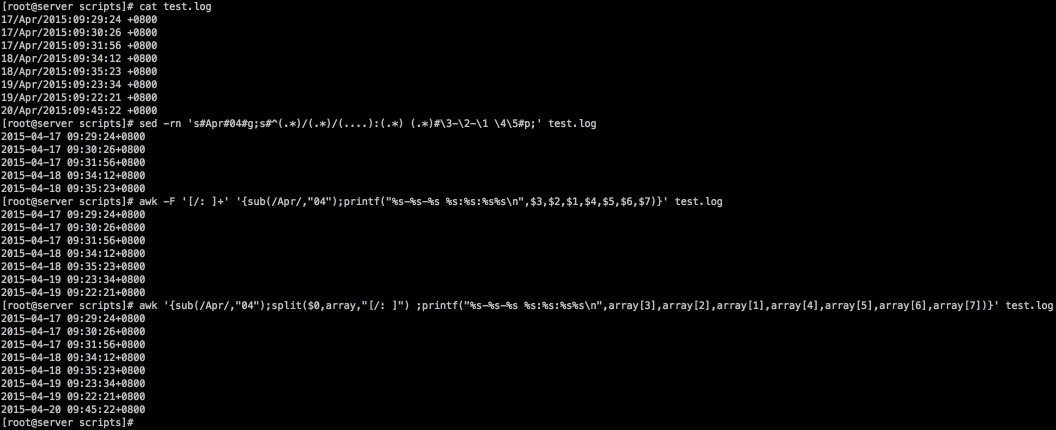 [root@server scripts]# cat test.log
17/Apr/2015:09:29:24 +0800
17/Apr/2015:09:30:26 +0800
17/Apr/2015:09:31:56 +0800
18/Apr/2015:09:34:12 +0800
18/Apr/2015:09:35:23 +0800
19/Apr/2015:09:23:34 +0800
19/Apr/2015:09:22:21 +0800
20/Apr/2015:09:45:22 +0800
[root@server scripts]# sed -rn 's#Apr#04#g;s#^(.*)/(.*)/(....):(.*) (.*)#\3-\2-\1 \4\5#p;' test.log
2015-04-17 09:29:24+0800
2015-04-17 09:30:26+0800
2015-04-17 09:31:56+0800
2015-04-18 09:34:12+0800
2015-04-18 09:35:23+0800
[root@server scripts]# awk -F '[/: ]+' '{sub(/Apr/,"04");printf("%s-%s-%s %s:%s:%s%s\n",$3,$2,$1,$4,$5,$6,$7)}' test.log
2015-04-17 09:29:24+0800
2015-04-17 09:30:26+0800
2015-04-17 09:31:56+0800
2015-04-18 09:34:12+0800
2015-04-18 09:35:23+0800
2015-04-19 09:23:34+0800
2015-04-19 09:22:21+0800
[root@server scripts]# awk '{sub(/Apr/,"04");split($0,array,"[/: ]") ;printf("%s-%s-%s %s:%s:%s%s\n",array[3],array[2],array[1],array[4],array[5],array[6],array[7])}' test.log
2015-04-17 09:29:24+0800
2015-04-17 09:30:26+0800
2015-04-17 09:31:56+0800
2015-04-18 09:34:12+0800
2015-04-18 09:35:23+0800
2015-04-19 09:23:34+0800
2015-04-19 09:22:21+0800
2015-04-20 09:45:22+0800
[root@server scripts]#